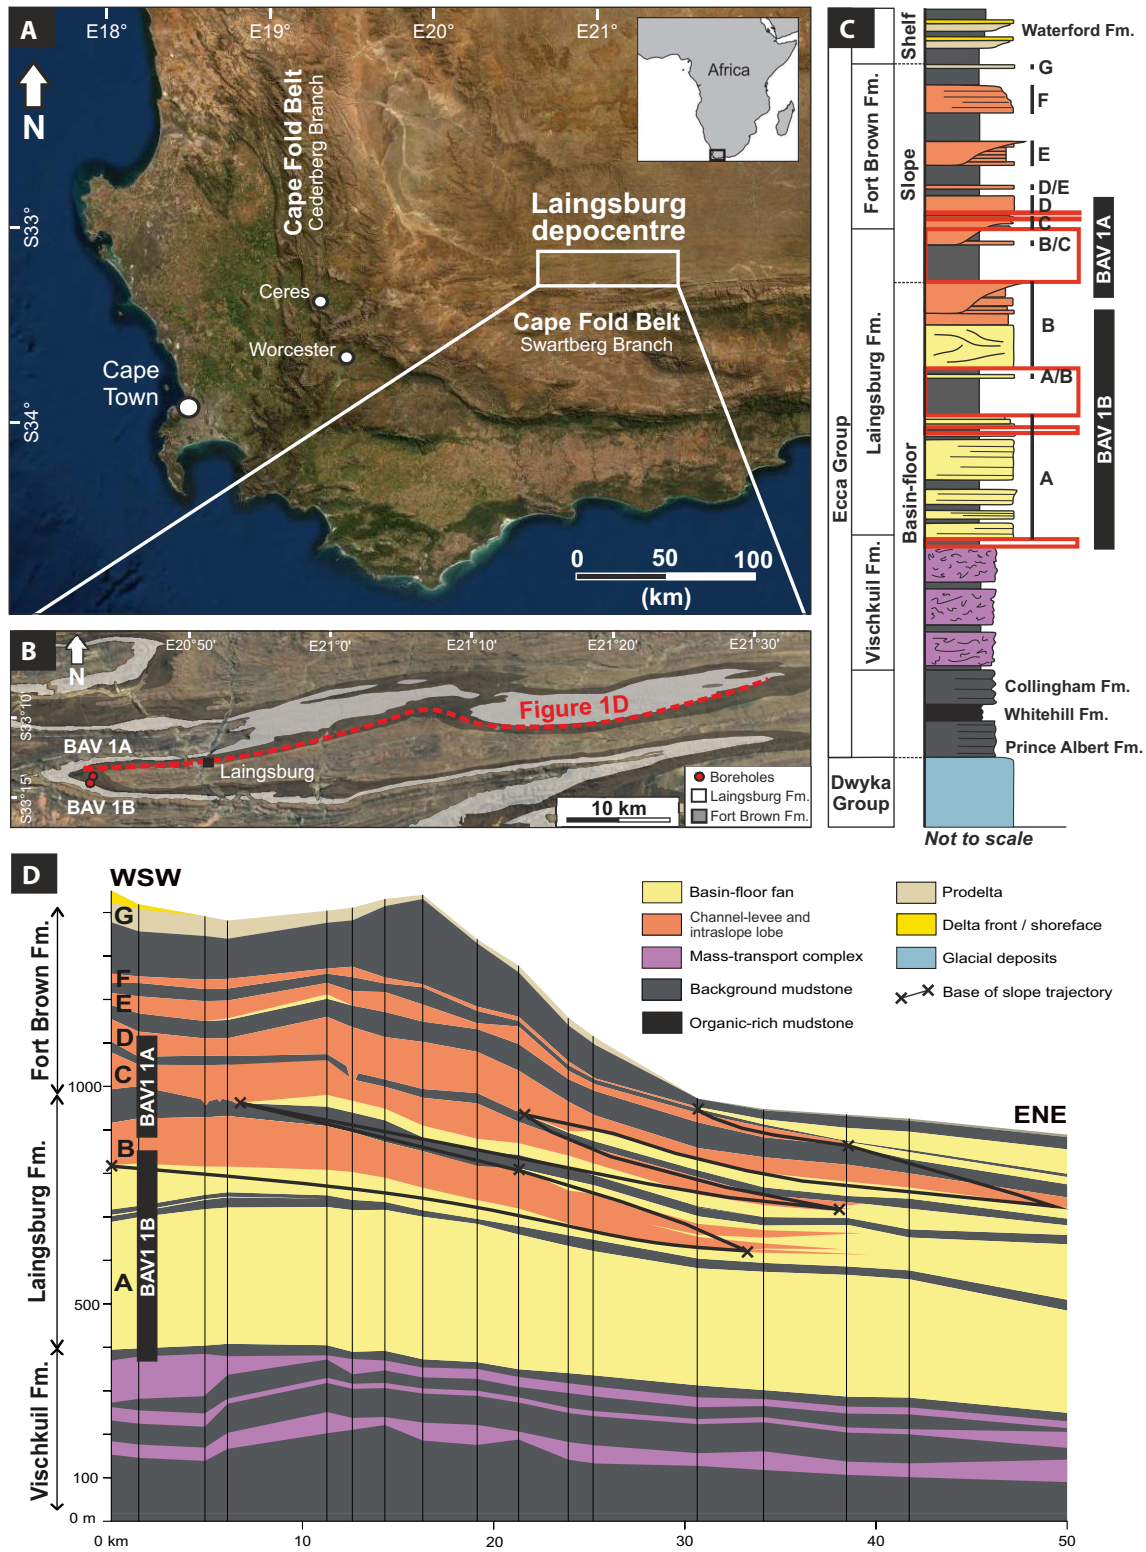 A
E18°
E19°
E20°
E21°
N
Cape Fold Belt
Cederberg Branch
Africa
S33°
Laingsburg
depocentre
Ceres
Cape Fold Belt
Swartberg Branch
Worcester
Cape
Town
S34°
0 50 100
(km)
B
N
E20°50'
E21°0'
E21°10'
E21°20'
E21°30'
S33°10'
S33°15'
Figure 1D
BAV 1A
Laingsburg
BAV 1B
Boreholes
Laingsburg Fm.
Fort Brown Fm.
10 km
C
Shelf
Waterford Fm.
G
F
Fort Brown Fm.
Slope
E
D/E
D
C
B/C
BAV 1A
B
Laingsburg Fm.
A/B
BAV 1B
Ecca Group
Basin-floor
A
Vischkuil Fm.
Collingham Fm.
Whitehill Fm.
Prince Albert Fm.
Dwyka
Group
Not to scale
D
WSW
ENE
Basin-floor fan
Channel-levee and
intraslope lobe
Mass-transport complex
Background mudstone
Organic-rich mudstone
Prodelta
Delta front / shoreface
Glacial deposits
Base of slope trajectory
Fort Brown Fm.
Laingsburg Fm.
Vischkuil Fm.
G
F
E
D
C
B
A
BAV1 1A
BAV1 1B
1000
500
100
0 m
0 km
10
20
30
40
50